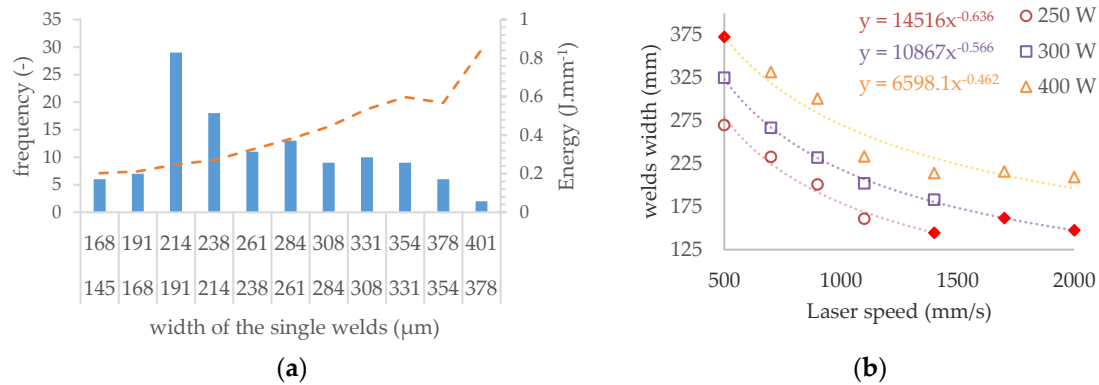 35
30
25
20
15
10
5
0
frequency (-)
1
0.8
0.6
0.4
0.2
0
Energy (J.mm-1)
168 191 214 238 261 284 308 331 354 378 401
145 168 191 214 238 261 284 308 331 354 378
width of the single welds (µm)
(a)
375
325
275
225
175
125
welds width (mm)
y = 14516x-0.636
y = 10867x-0.566
y = 6598.1x-0.462
250 W
300 W
400 W
500 1000 1500 2000
Laser speed (mm/s)
(b)